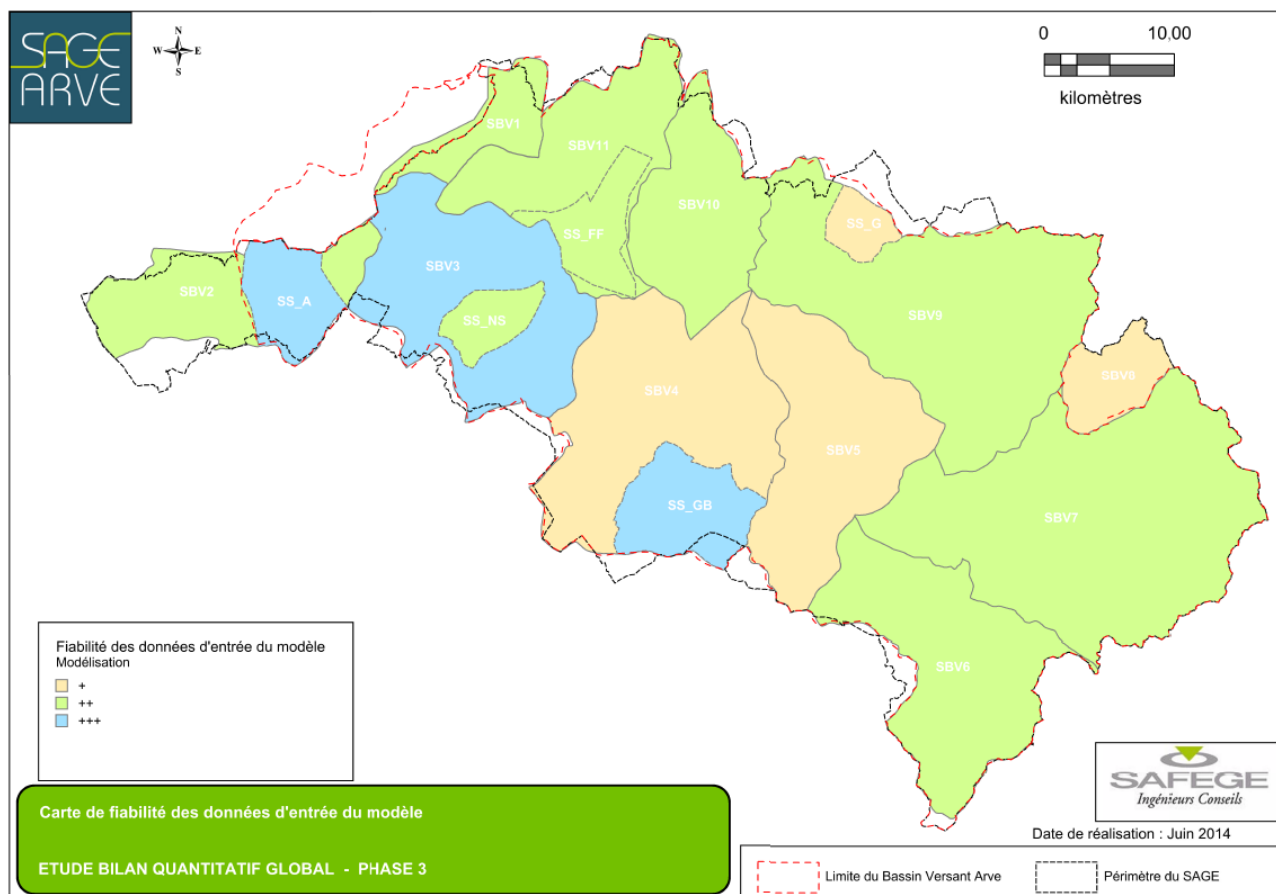 SAGE
ARVE
N
W E
S
0 10,00
kilomètres
SBV1
SBV11
SBV10
SS_G
SS_FF
SBV3
SBV2
SS_A
SS_NS
SBV9
SBV4
SBV8
SBV5
SS_GB
SBV7
SBV6
Fiabilité des données d'entrée du modèle
Modélisation
+
++
+++
SAFEGE
Ingénieurs Conseils
Carte de fiabilité des données d'entrée du modèle
Date de réalisation : Juin 2014
ETUDE BILAN QUANTITATIF GLOBAL - PHASE 3
Limite du Bassin Versant Arve
Périmètre du SAGE